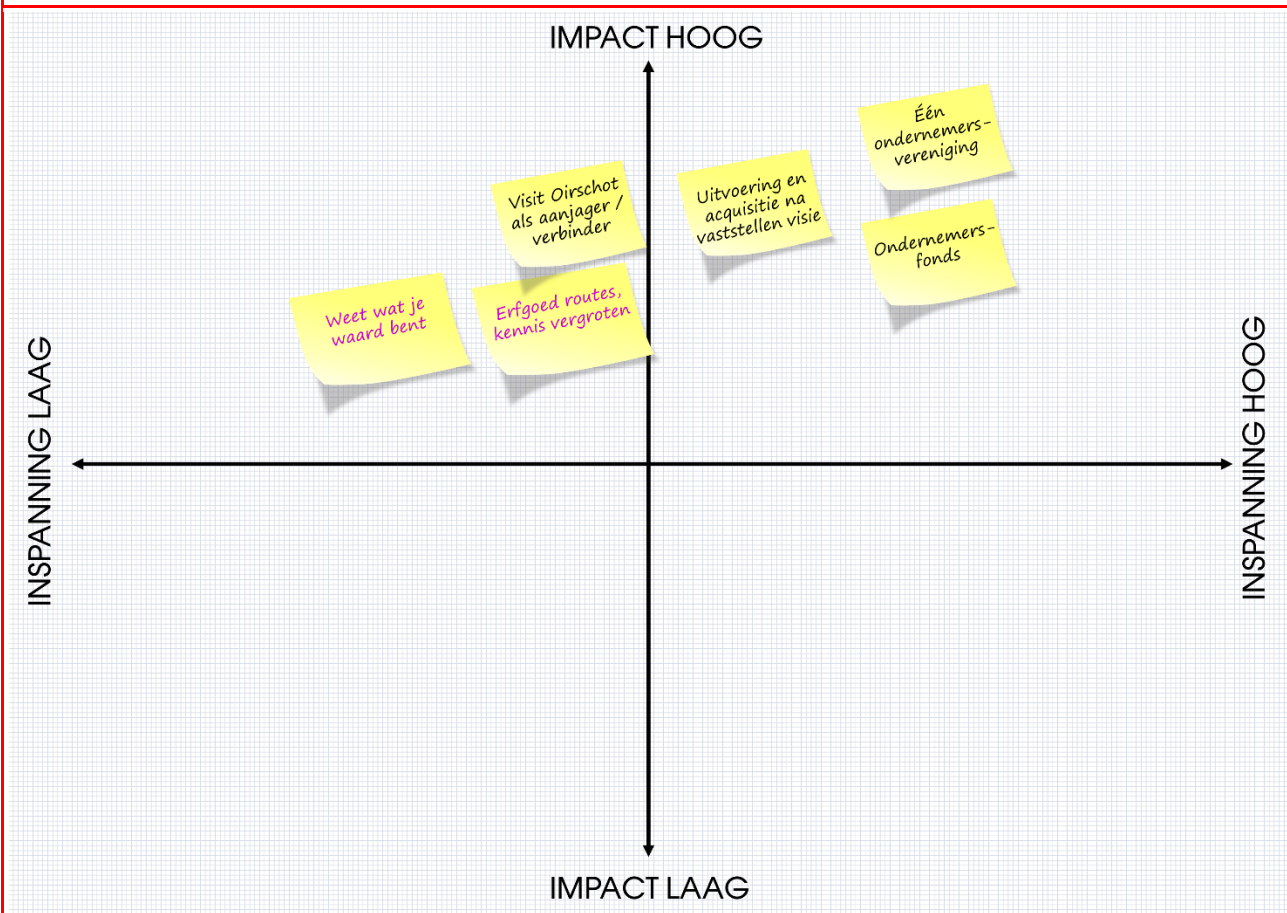 IMPACT HOOG
Één
ondernemers-
vereniging
Visit Oirschot
als aanjager /
verbinder
Uitvoering en
acquisitie na
vaststellen visie
Ondernemers-
fonds
Weet wat je
waard bent
Erfgoed routes,
kennis vergroten
INSPANNING LAAG
INSPANNING HOOG
IMPACT LAAG